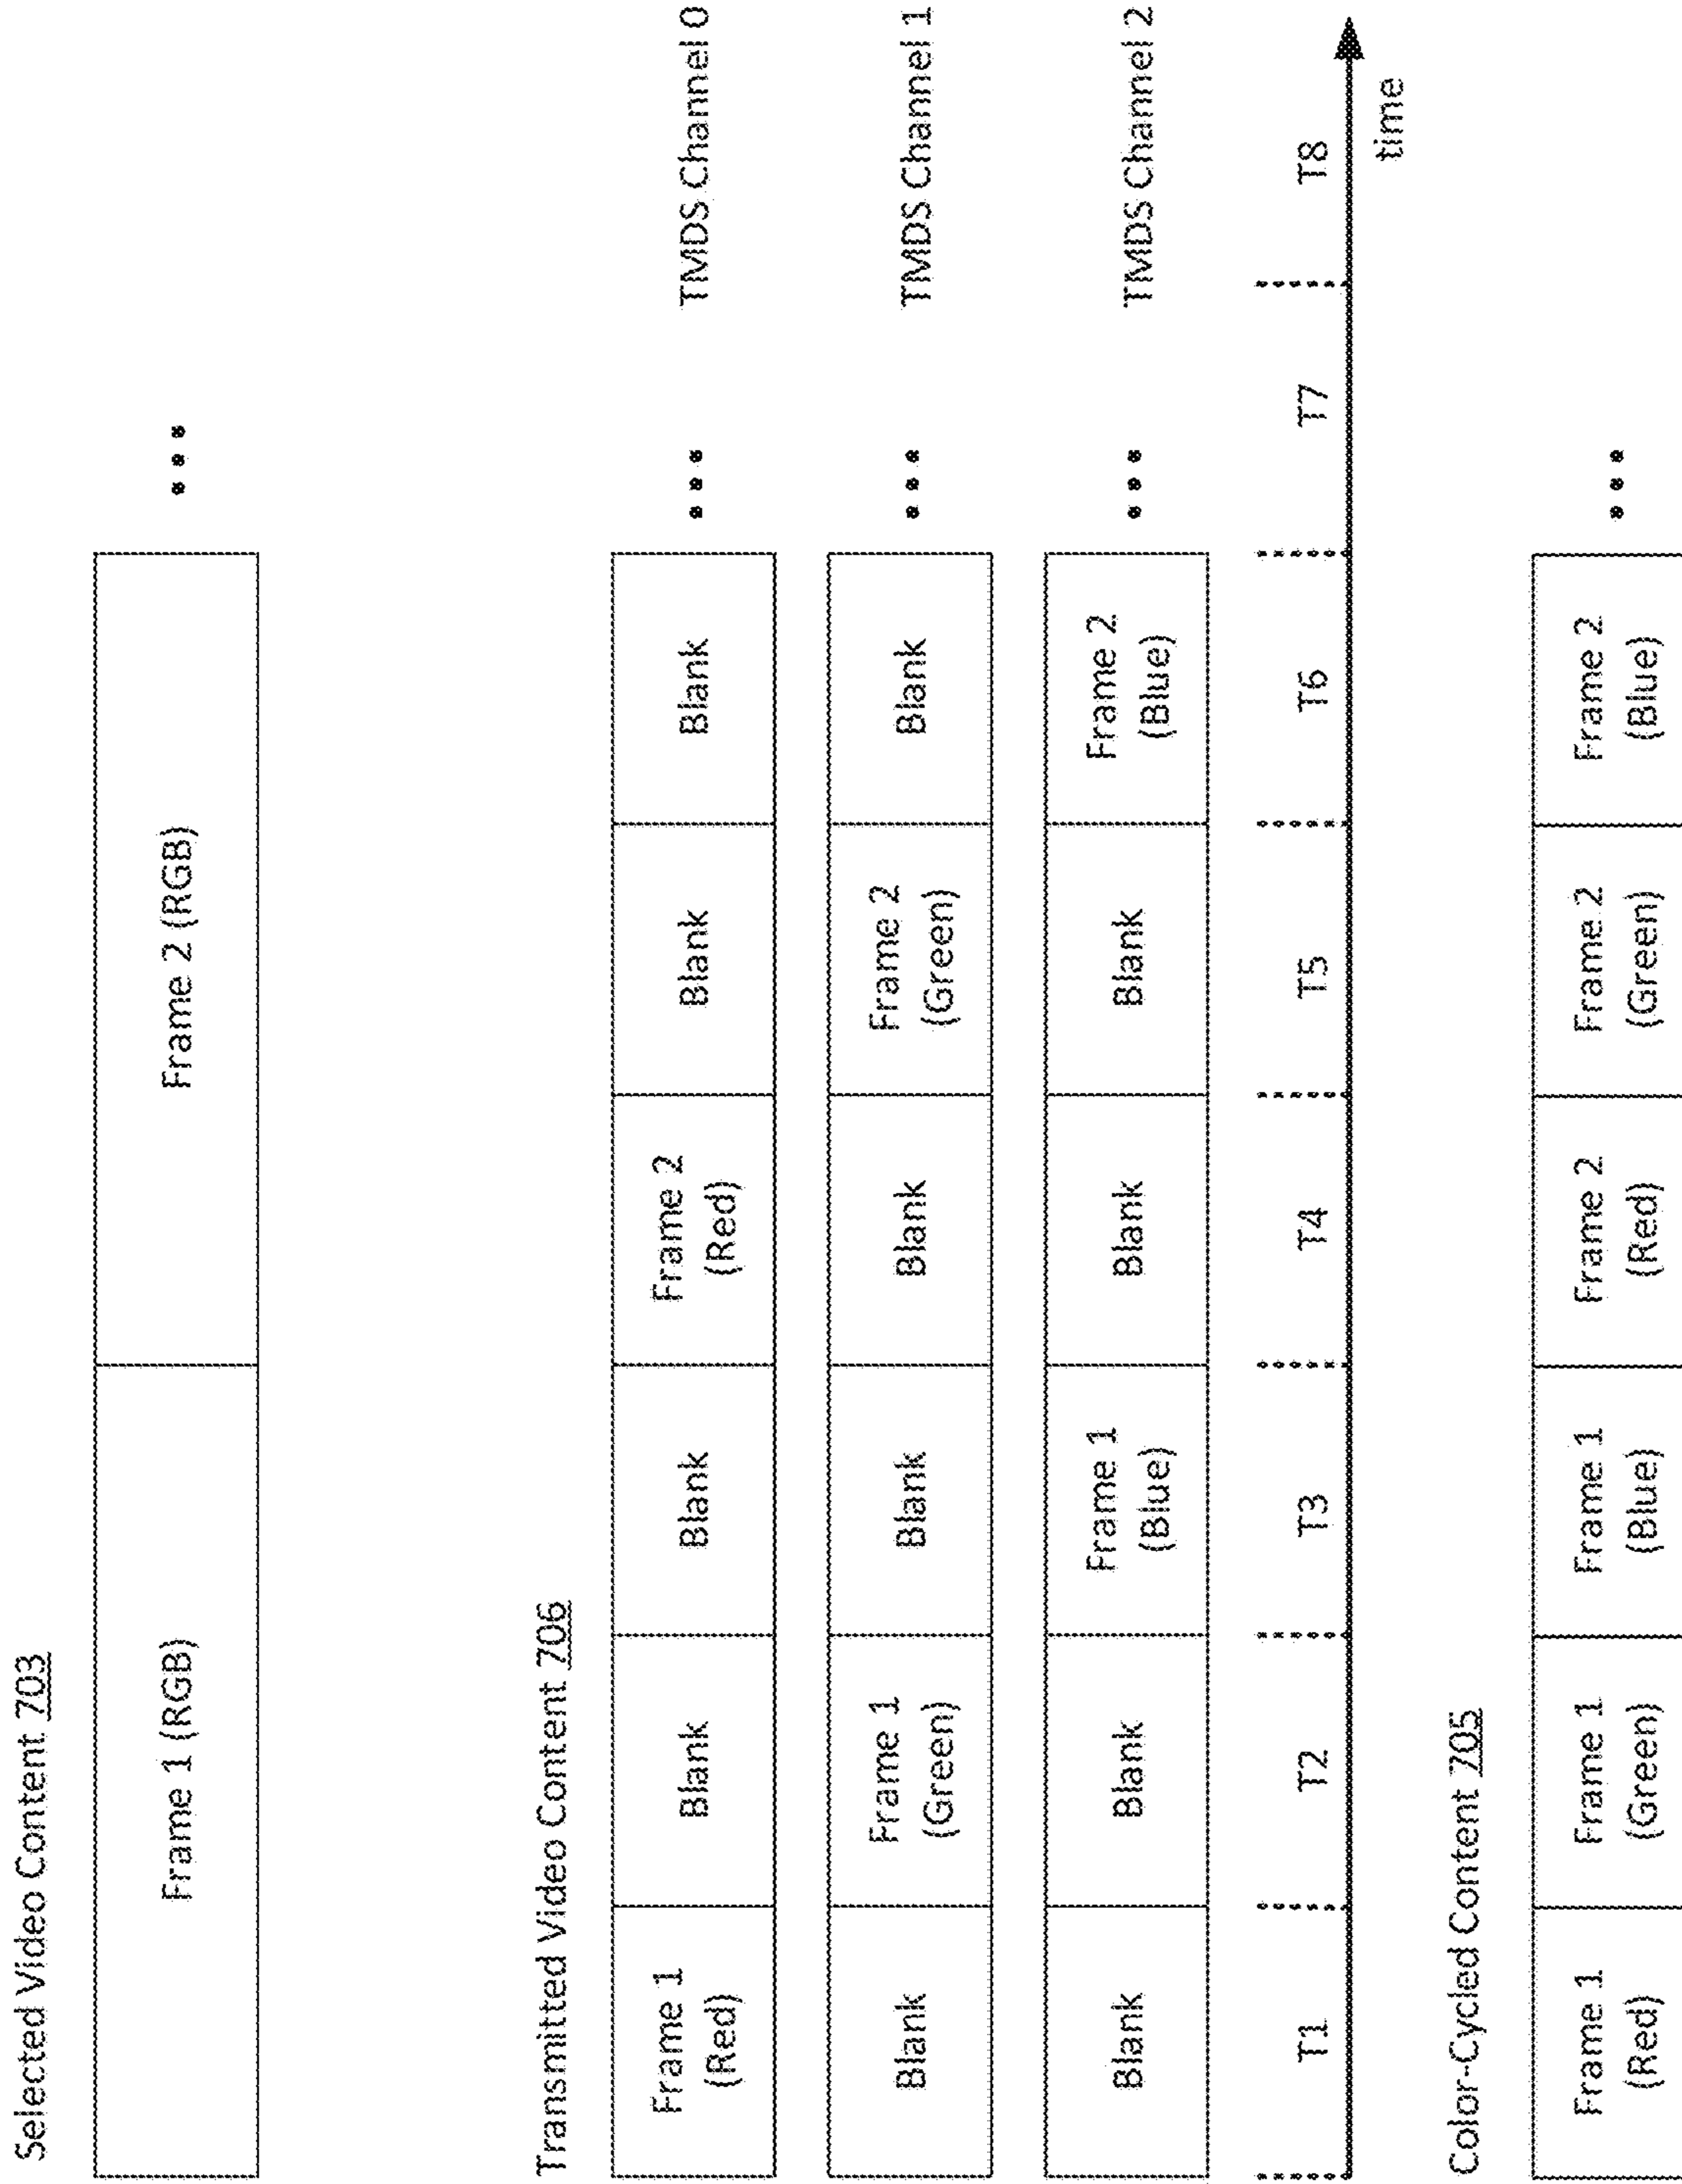 Selected Video Content 703
Frame 1 (RGB)
Frame 2 (RGB)
•••
Transmitted Video Content 706
Frame 1
(Red)
Blank
Blank
Frame 2
(Red)
Blank
Blank
•••
TMDS Channel 0
Blank
Frame 1
(Green)
Blank
Blank
Frame 2
(Green)
Blank
•••
TMDS Channel 1
Blank
Blank
Frame 1
(Blue)
Blank
Blank
Frame 2
(Blue)
•••
TMDS Channel 2
T1
T2
T3
T4
T5
T6
T7
T8
time
Color-Cycled Content 705
Frame 1
(Red)
Frame 1
(Green)
Frame 1
(Blue)
Frame 2
(Red)
Frame 2
(Green)
Frame 2
(Blue)
•••